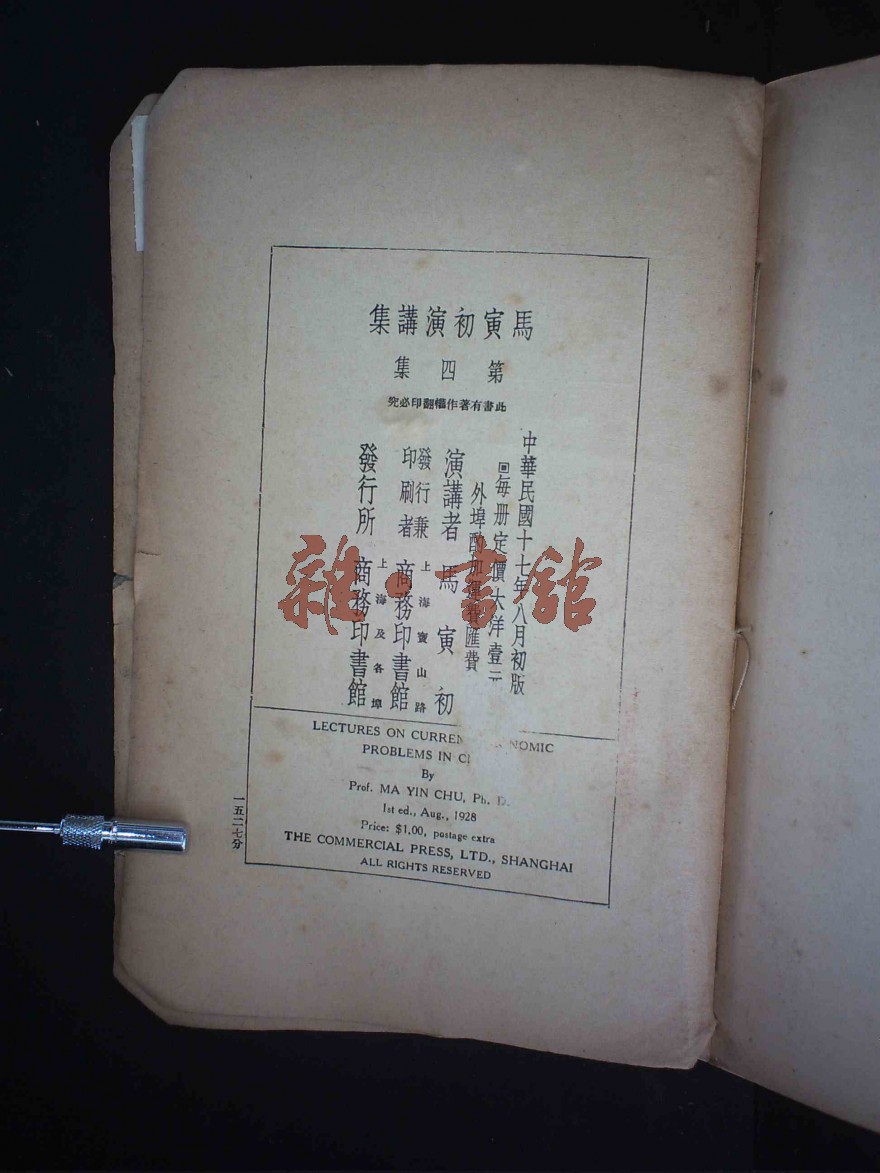 馬寅初演講集
第四集
此書有著作權翻印必究
中華民國十七年八月初版
每册定價大洋壹元
外埠酌加運費匯費
演講者 馬寅初
發行兼印刷者 上海寶山路 商務印書館
發行所 上海及各埠 商務印書館
LECTURES ON CURREN NOMIC
PROBLEMS IN C
By
Prof. MA YIN CHU, Ph. D.
1st ed., Aug., 1928
Price: $1.00, postage extra
THE COMMERCIAL PRESS, LTD., SHANGHAI
ALL RIGHTS RESERVED
一五二七分
雜·書館